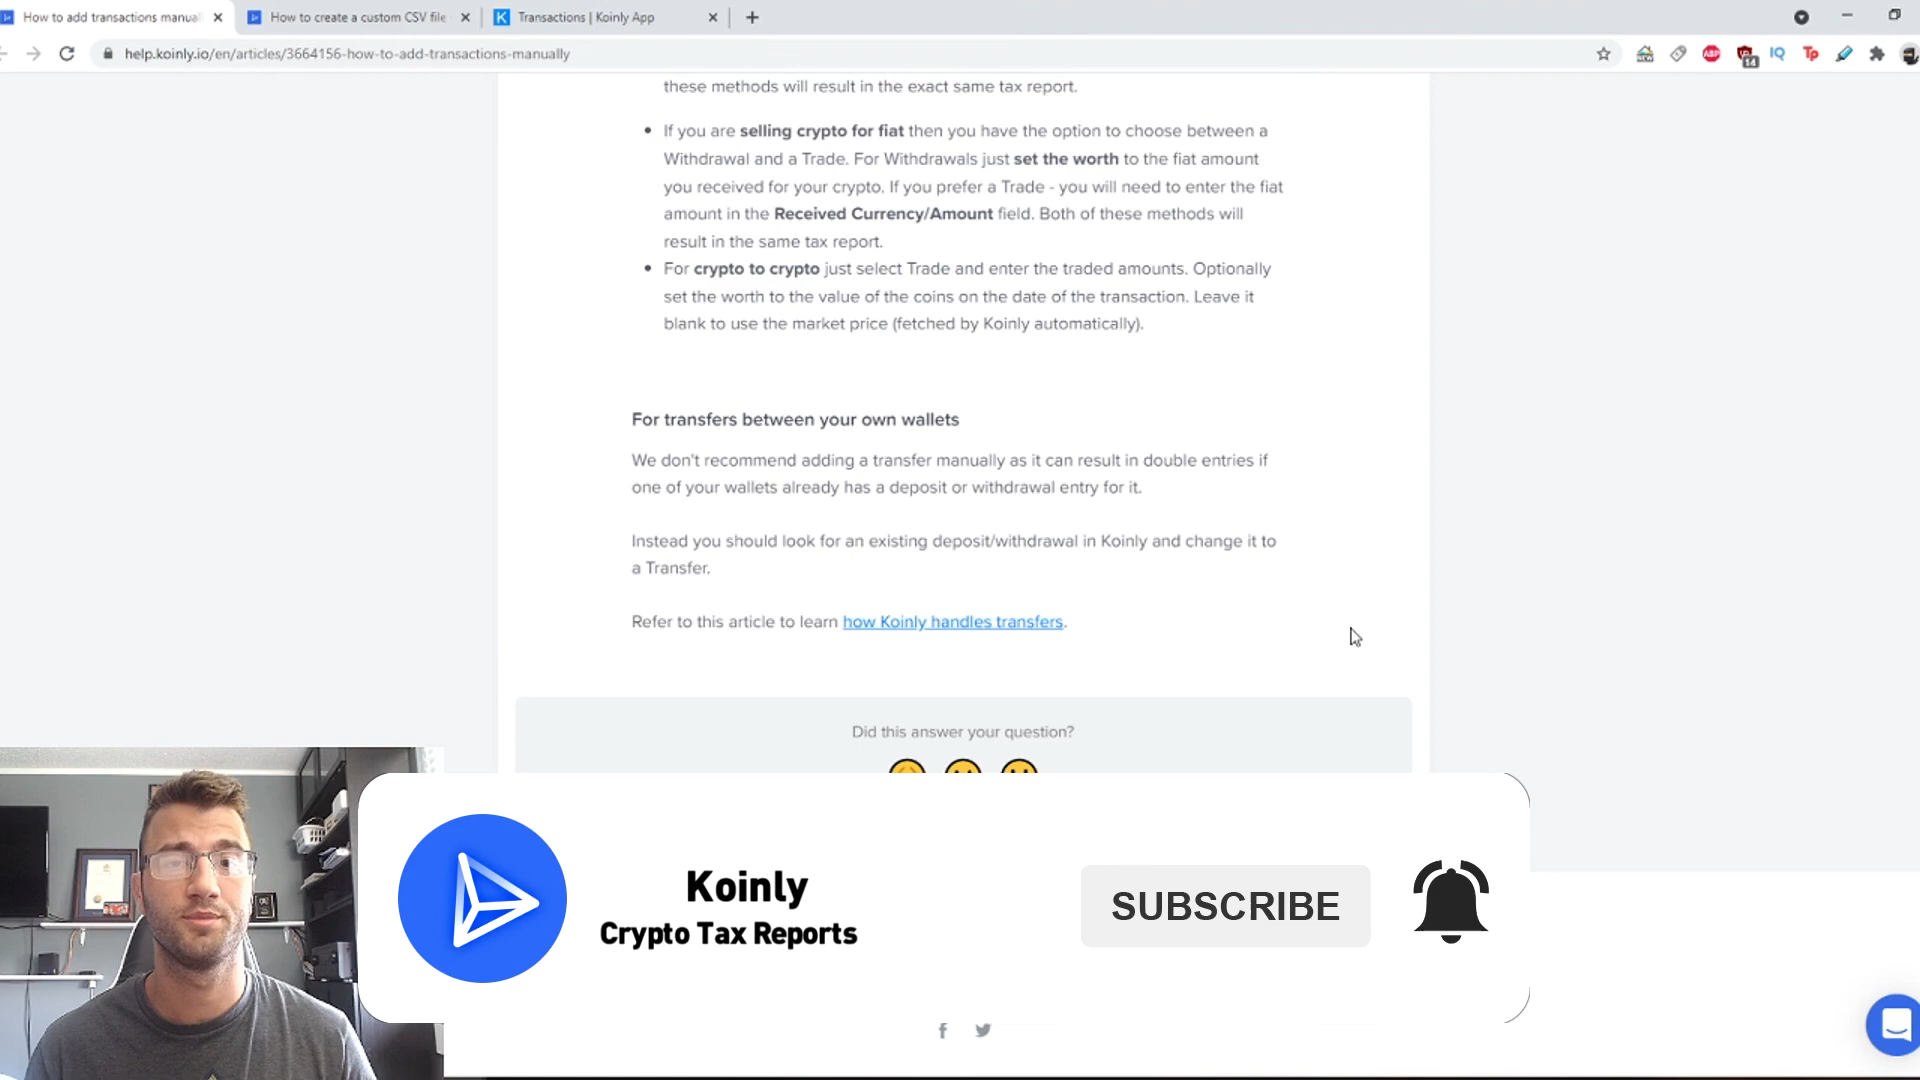 How to add transactions manual
How to create a custom CSV file
K Transactions | Koinly App
help.koinly.io/en/articles/3664156-how-to-add-transactions-manually
NEW
ABP
14
IQ
Tp
these methods will result in the exact same tax report.
• If you are selling crypto for fiat then you have the option to choose between a
Withdrawal and a Trade. For Withdrawals just set the worth to the fiat amount
you received for your crypto. If you prefer a Trade - you will need to enter the fiat
amount in the Received Currency/Amount field. Both of these methods will
result in the same tax report.
• For crypto to crypto just select Trade and enter the traded amounts. Optionally
set the worth to the value of the coins on the date of the transaction. Leave it
blank to use the market price (fetched by Koinly automatically).
For transfers between your own wallets
We don't recommend adding a transfer manually as it can result in double entries if
one of your wallets already has a deposit or withdrawal entry for it.
Instead you should look for an existing deposit/withdrawal in Koinly and change it to
a Transfer.
Refer to this article to learn how Koinly handles transfers.
Did this answer your question?
Koinly
Crypto Tax Reports
SUBSCRIBE